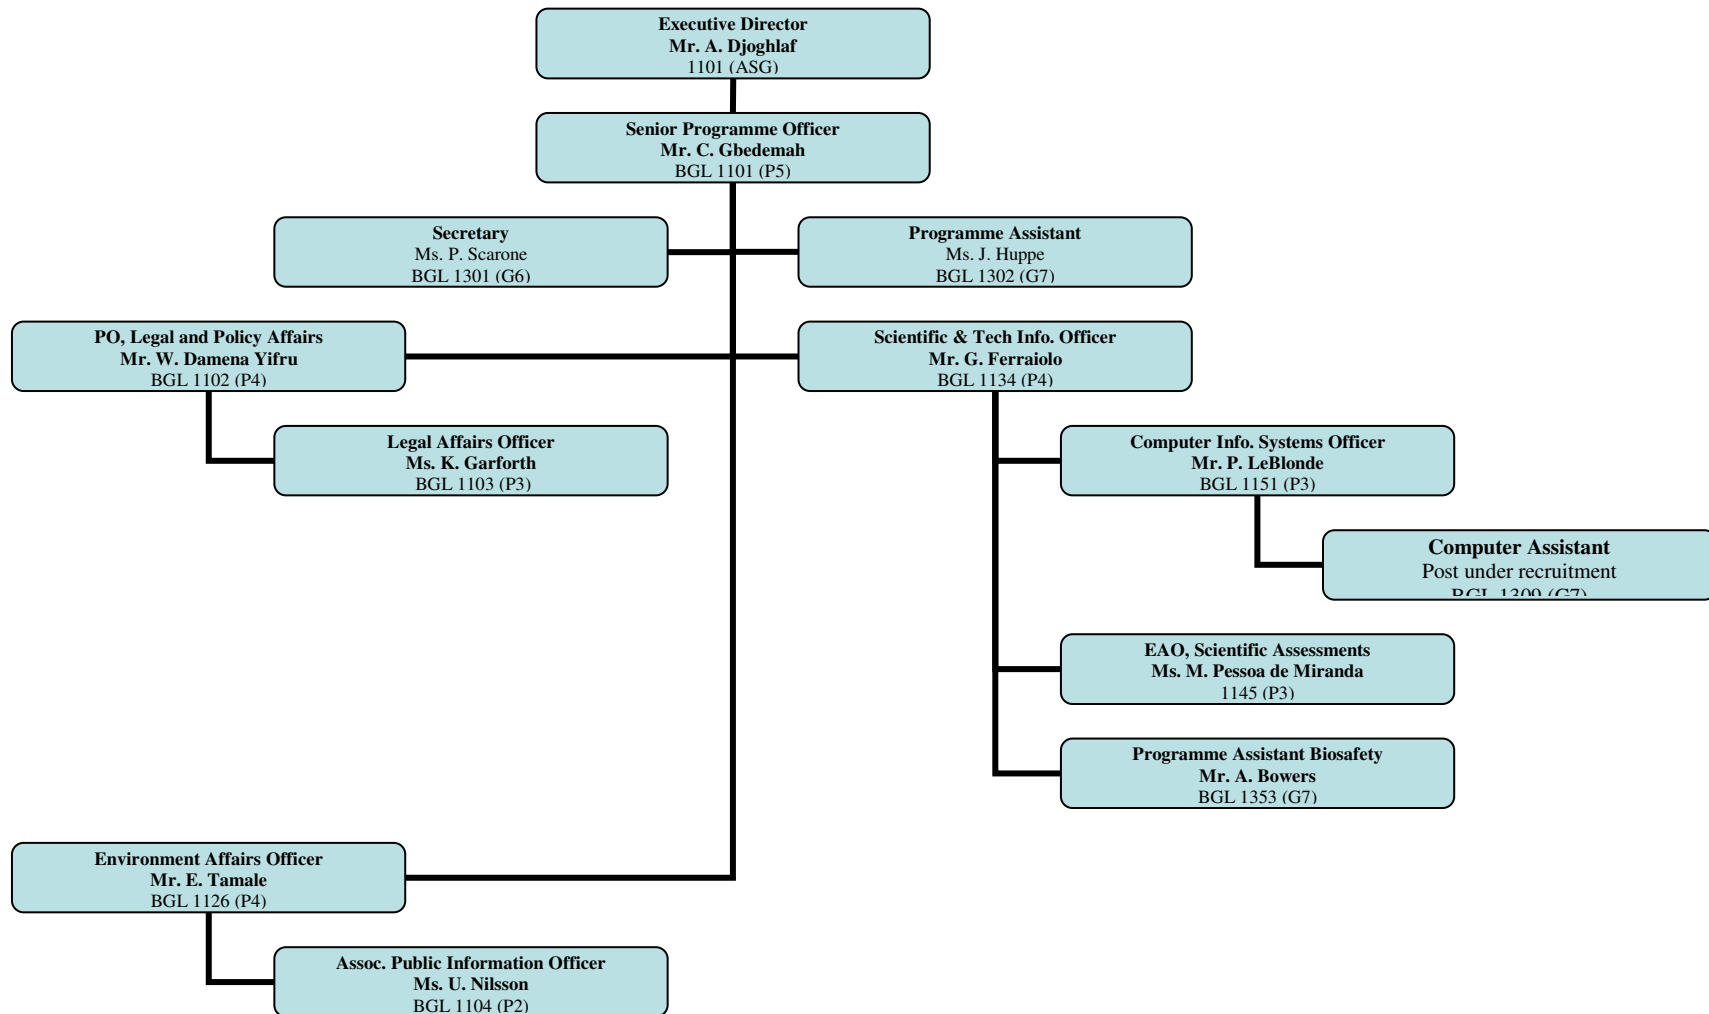 Executive Director
Mr. A. Djoghlaf
1101 (ASG)
Senior Programme Officer
Mr. C. Gbedemah
BGL 1101 (P5)
Secretary
Ms. P. Scarone
BGL 1301 (G6)
Programme Assistant
Ms. J. Huppe
BGL 1302 (G7)
PO, Legal and Policy Affairs
Mr. W. Damena Yifru
BGL 1102 (P4)
Scientific & Tech Info. Officer
Mr. G. Ferraiolo
BGL 1134 (P4)
Legal Affairs Officer
Ms. K. Garforth
BGL 1103 (P3)
Computer Info. Systems Officer
Mr. P. LeBlonde
BGL 1151 (P3)
Computer Assistant
Post under recruitment
BGL 1309 (G7)
EAO, Scientific Assessments
Ms. M. Pessoa de Miranda
1145 (P3)
Programme Assistant Biosafety
Mr. A. Bowers
BGL 1353 (G7)
Environment Affairs Officer
Mr. E. Tamale
BGL 1126 (P4)
Assoc. Public Information Officer
Ms. U. Nilsson
BGL 1104 (P2)